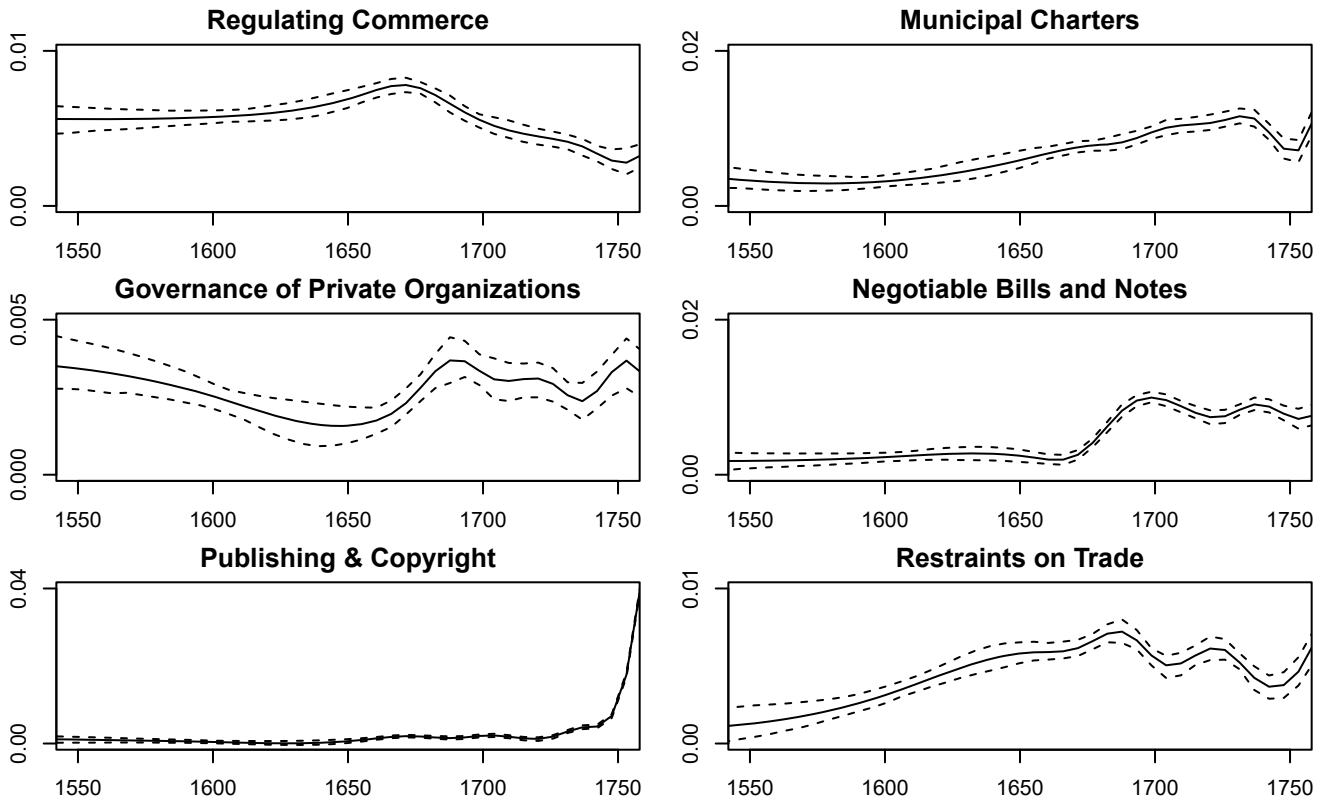 Regulating Commerce
0.01
0.00
1550 1600 1650 1700 1750
Municipal Charters
0.02
0.00
1550 1600 1650 1700 1750
Governance of Private Organizations
0.005
0.000
1550 1600 1650 1700 1750
Negotiable Bills and Notes
0.02
0.00
1550 1600 1650 1700 1750
Publishing & Copyright
0.04
0.00
1550 1600 1650 1700 1750
Restraints on Trade
0.01
0.00
1550 1600 1650 1700 1750